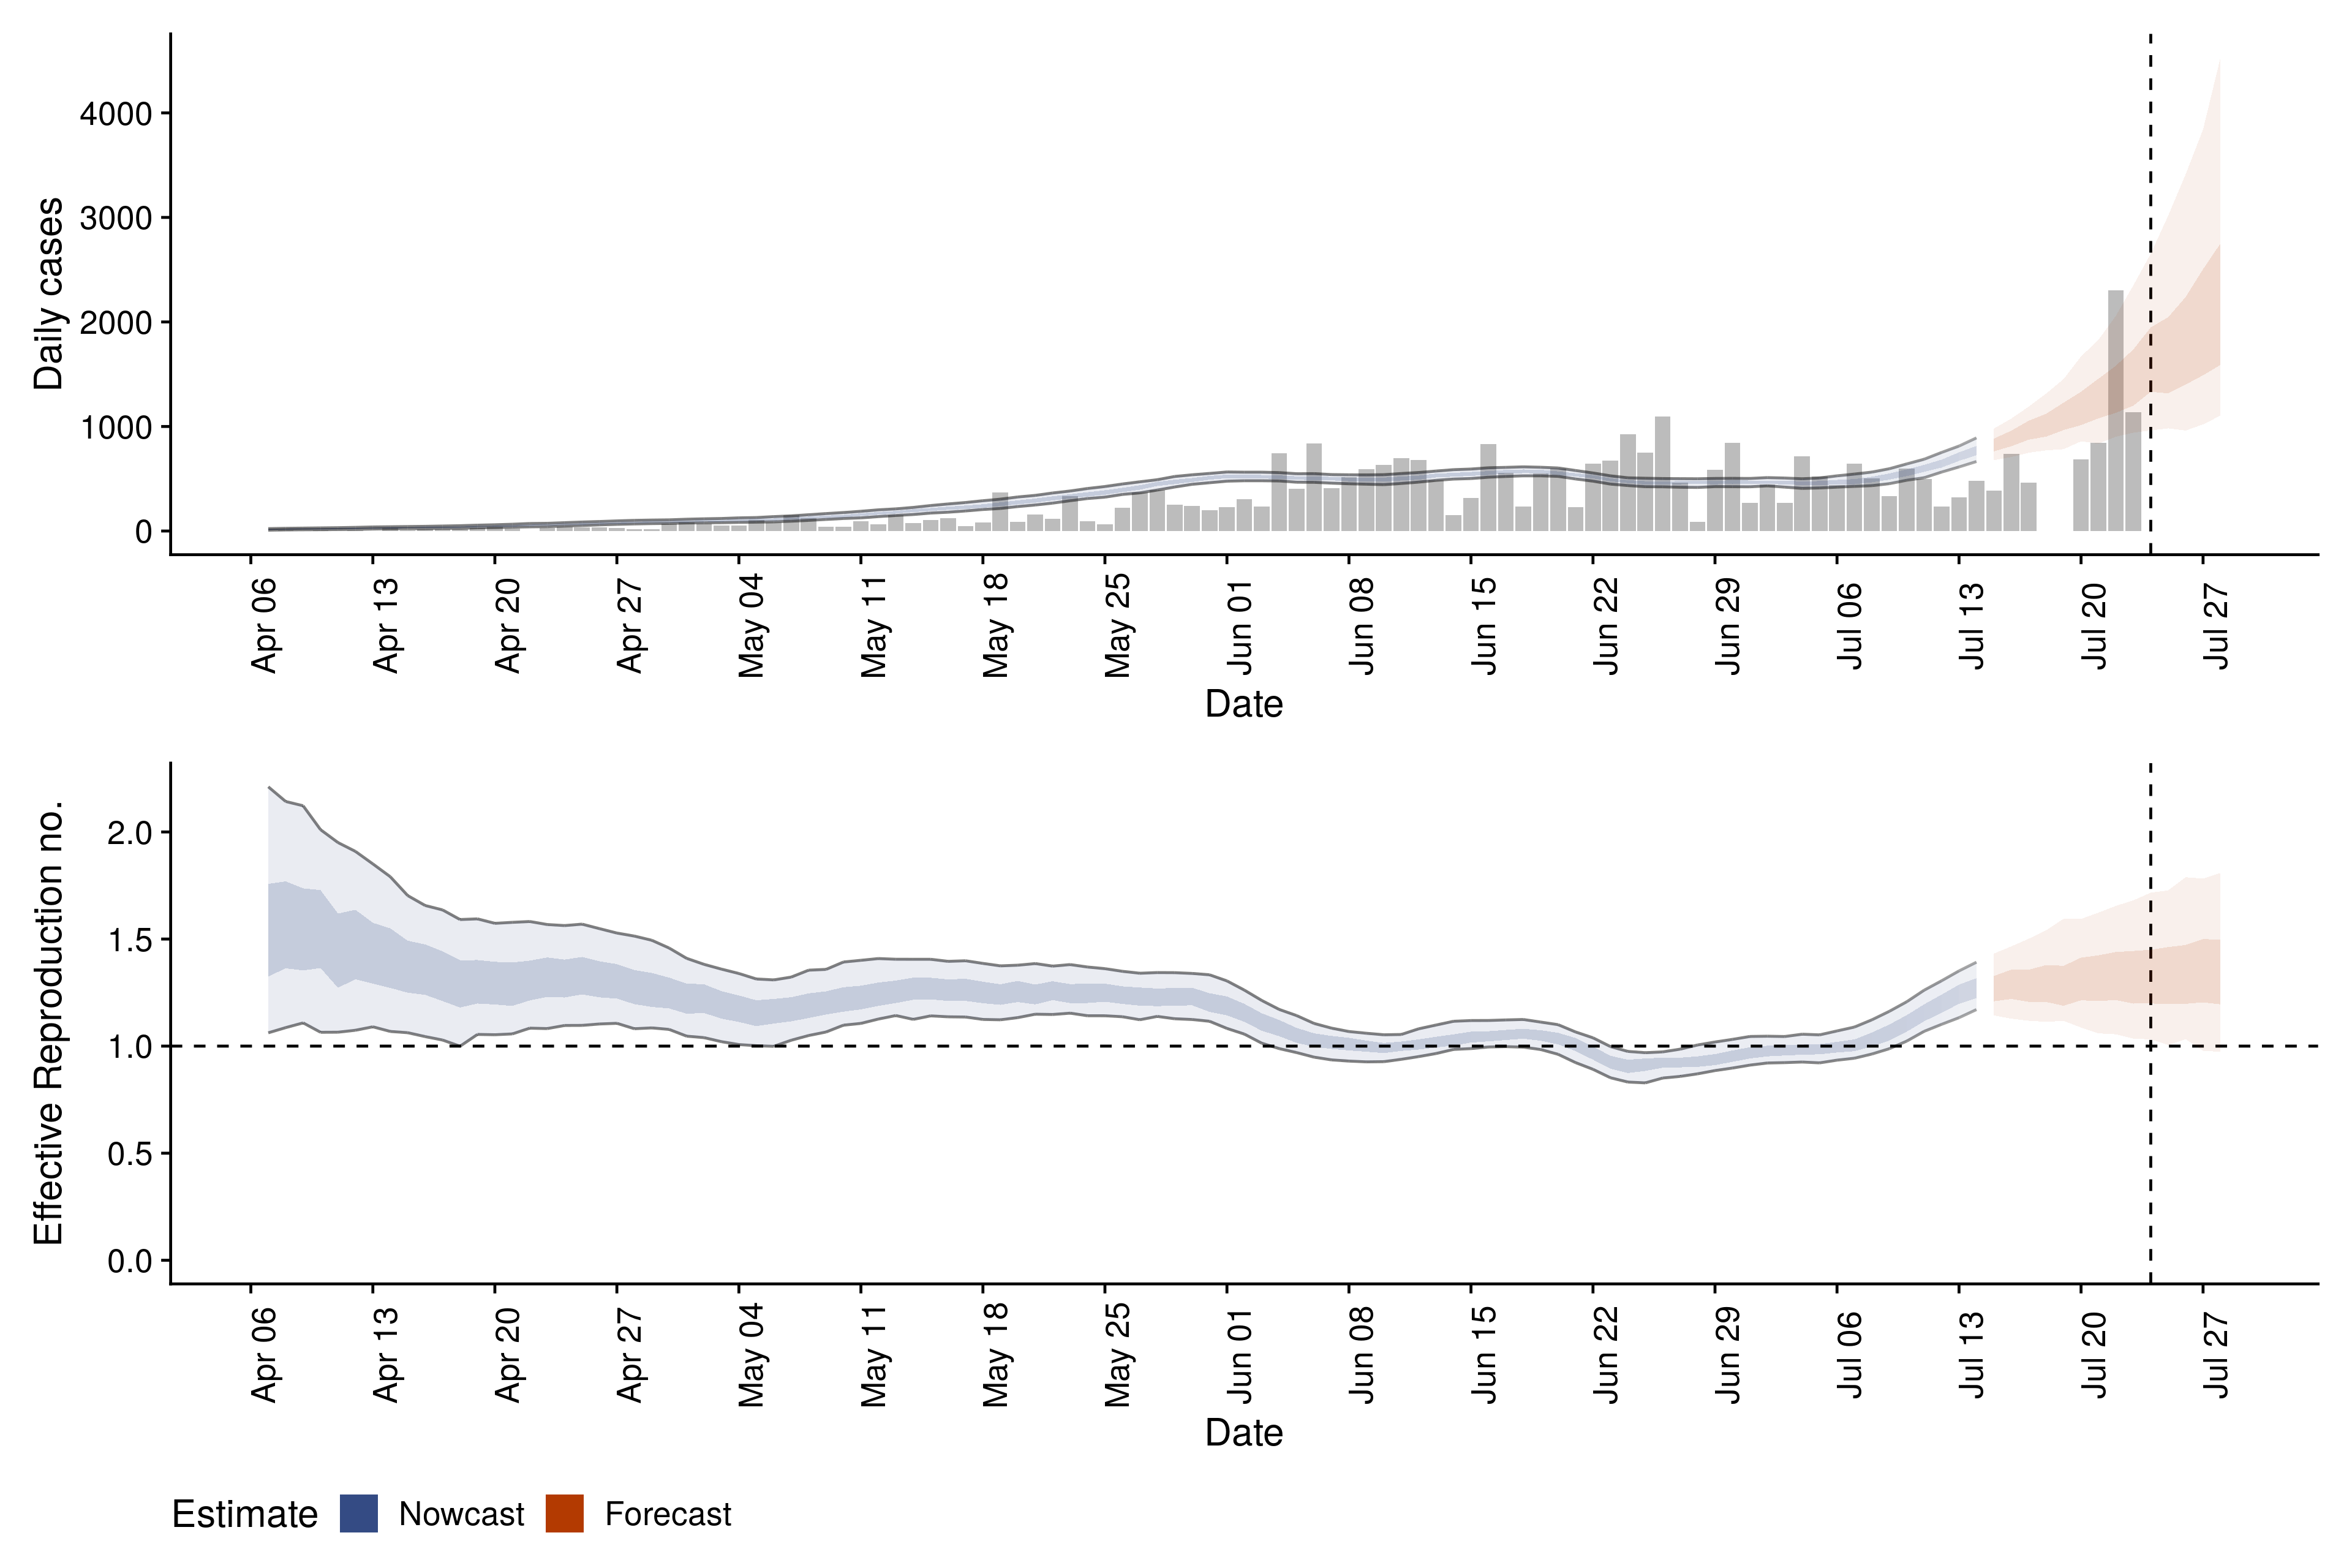 Daily cases
4000
3000
2000
1000
0
Apr 06
Apr 13
Apr 20
Apr 27
May 04
May 11
May 18
May 25
Jun 01
Jun 08
Jun 15
Jun 22
Jun 29
Jul 06
Jul 13
Jul 20
Jul 27
Date
Effective Reproduction no.
2.0
1.5
1.0
0.5
0.0
Apr 06
Apr 13
Apr 20
Apr 27
May 04
May 11
May 18
May 25
Jun 01
Jun 08
Jun 15
Jun 22
Jun 29
Jul 06
Jul 13
Jul 20
Jul 27
Date
Estimate Nowcast Forecast